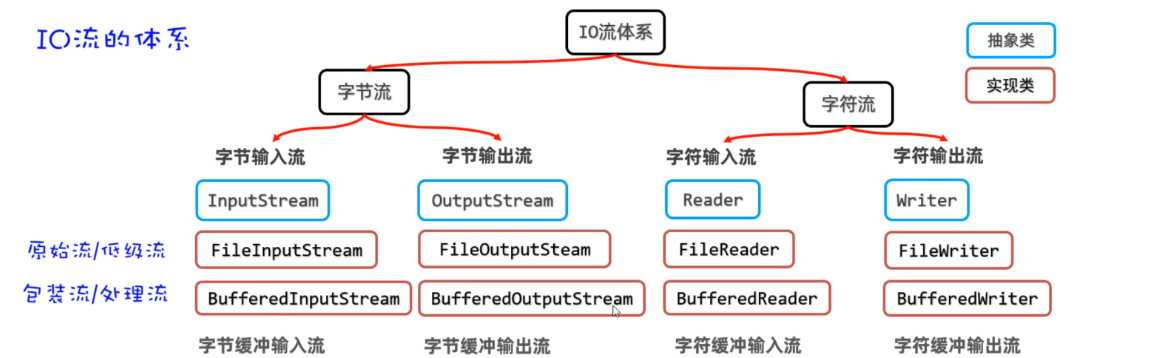 IO流的体系
IO流体系
抽象类
实现类
字节流
字符流
字节输入流
字节输出流
字符输入流
字符输出流
InputStream
OutputStream
Reader
Writer
原始流/低级流
FileInputStream
FileOutputSteam
FileReader
FileWriter
包装流/处理流
BufferedInputStream
BufferedOutputStream
BufferedReader
BufferedWriter
字节缓冲输入流
字节缓冲输出流
字符缓冲输入流
字符缓冲输出流